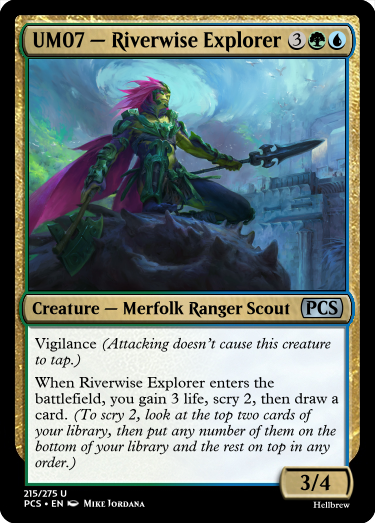 UM07 — Riverwise Explorer 3
Creature — Merfolk Ranger Scout PCS
Vigilance (Attacking doesn't cause this creature
to tap.)
When Riverwise Explorer enters the
battlefield, you gain 3 life, scry 2, then draw a
card. (To scry 2, look at the top two cards of
your library, then put any number of them on the
bottom of your library and the rest on top in any
order.)
3/4
215/275 U
PCS • EN Mike Jordana
Hellbrew